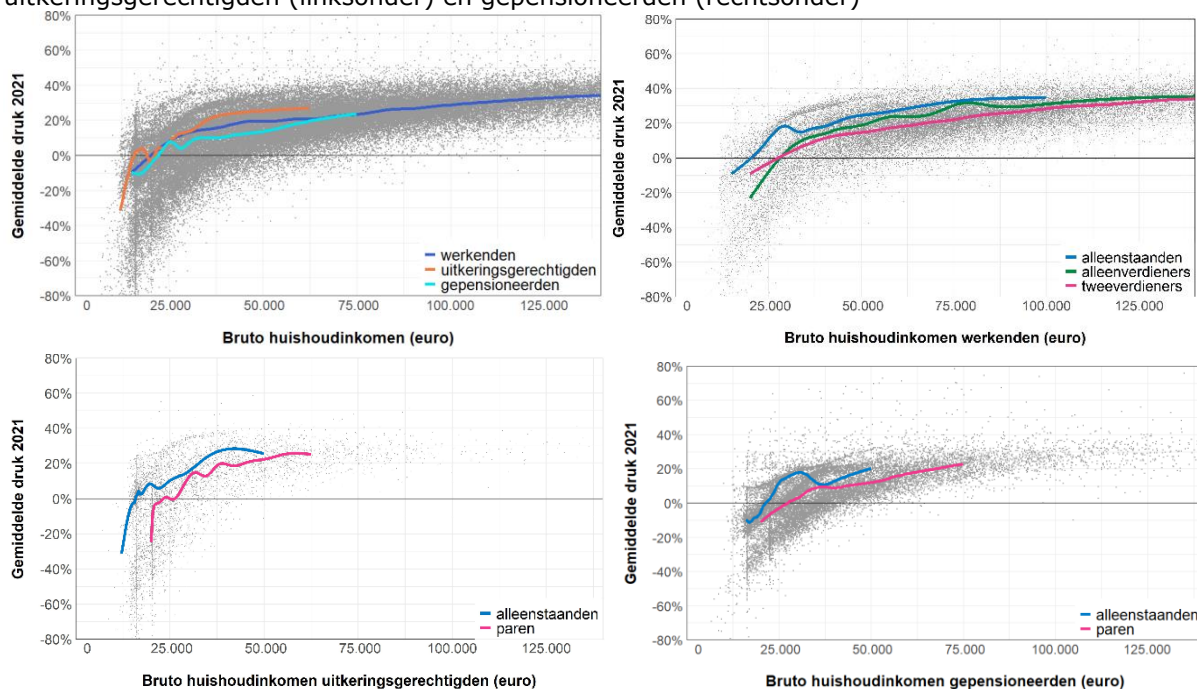 uitkeringsgerechtigden (linksonder) en gepensioneerden (rechtsonder)
80%
60%
40%
20%
0%
-20%
-40%
-60%
-80%
Gemiddelde druk 2021
werkenden
uitkeringsgerechtigden
gepensioneerden
0 25.000 50.000 75.000 100.000 125.000
Bruto huishoudinkomen (euro)
80%
60%
40%
20%
0%
-20%
-40%
-60%
-80%
Gemiddelde druk 2021
alleenstaanden
alleenverdieners
tweeverdieners
0 25.000 50.000 75.000 100.000 125.000
Bruto huishoudinkomen werkenden (euro)
80%
60%
40%
20%
0%
-20%
-40%
-60%
-80%
Gemiddelde druk 2021
alleenstaanden
paren
0 25.000 50.000 75.000 100.000 125.000
Bruto huishoudinkomen uitkeringsgerechtigden (euro)
80%
60%
40%
20%
0%
-20%
-40%
-60%
-80%
Gemiddelde druk 2021
alleenstaanden
paren
0 25.000 50.000 75.000 100.000 125.000
Bruto huishoudinkomen gepensioneerden (euro)